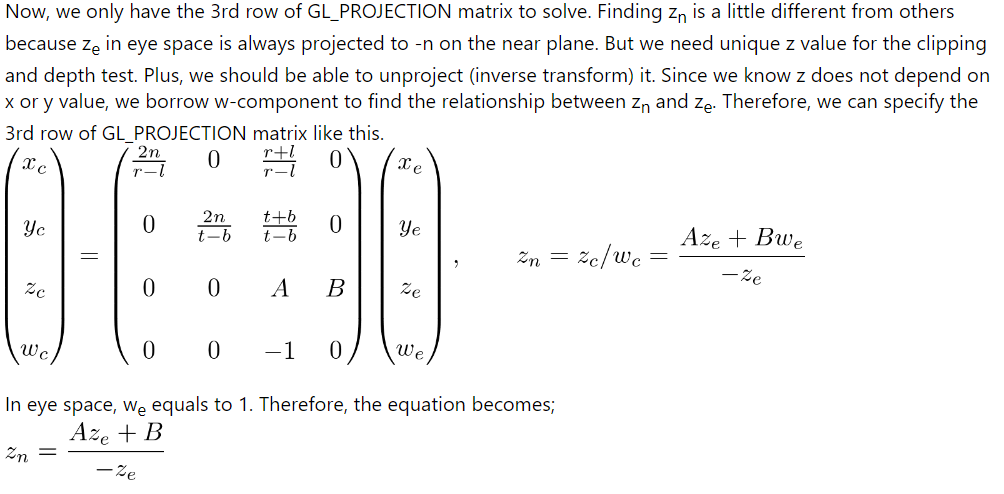 Now, we only have the 3rd row of GL_PROJECTION matrix to solve. Finding zₙ is a little different from others
because zₑ in eye space is always projected to -n on the near plane. But we need unique z value for the clipping
and depth test. Plus, we should be able to unproject (inverse transform) it. Since we know z does not depend on
x or y value, we borrow w-component to find the relationship between zₙ and zₑ. Therefore, we can specify the
3rd row of GL_PROJECTION matrix like this.
\begin{pmatrix} x_c \\ y_c \\ z_c \\ w_c \end{pmatrix} = \begin{pmatrix} \frac{2n}{r-l} & 0 & \frac{r+l}{r-l} & 0 \\ 0 & \frac{2n}{t-b} & \frac{t+b}{t-b} & 0 \\ 0 & 0 & A & B \\ 0 & 0 & -1 & 0 \end{pmatrix} \begin{pmatrix} x_e \\ y_e \\ z_e \\ w_e \end{pmatrix}, z_n = z_c/w_c = \frac{Az_e + Bw_e}{-z_e}
In eye space, wₑ equals to 1. Therefore, the equation becomes;
z_n = \frac{Az_e + B}{-z_e}